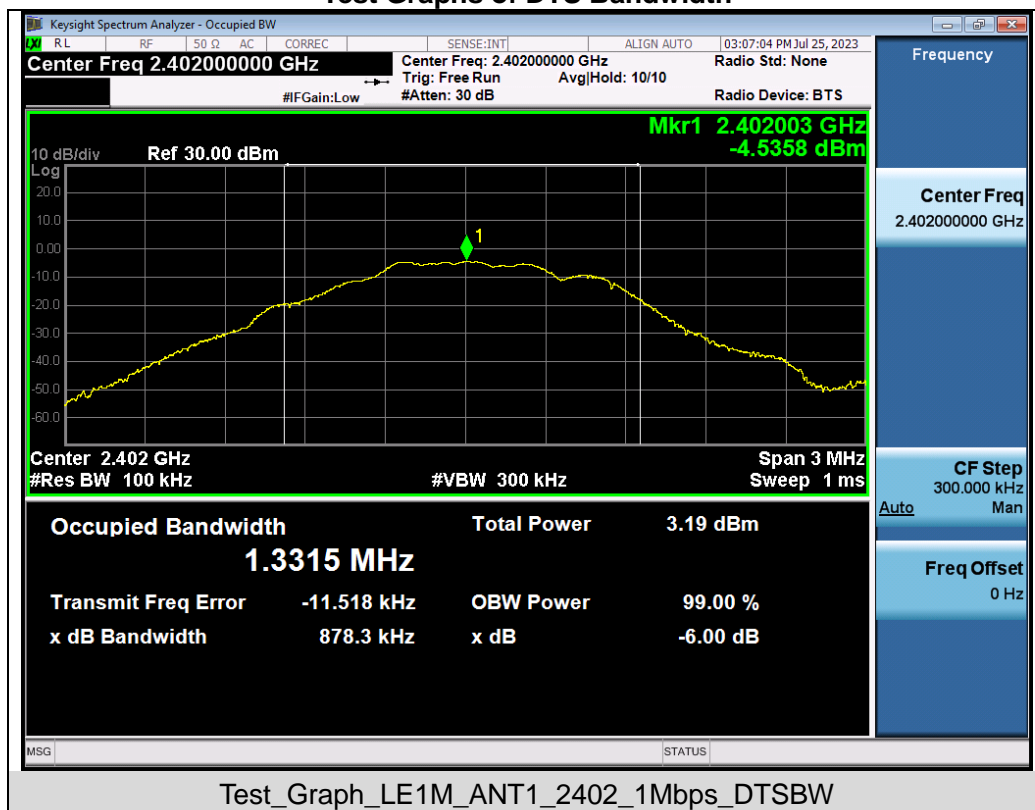 Test Graphs of DTS Bandwidth
Keysight Spectrum Analyzer - Occupied BW
LXI RL RF 50 Ω AC CORREC SENSE:INT ALIGN AUTO 03:07:04 PM Jul 25, 2023
Center Freq 2.402000000 GHz
Center Freq: 2.402000000 GHz
Radio Std: None
Trig: Free Run Avg|Hold: 10/10
#IFGain:Low
#Atten: 30 dB
Radio Device: BTS
Frequency
Mkr1 2.402003 GHz
-4.5358 dBm
10 dB/div Ref 30.00 dBm
Log
20.0
10.0
0.00
-10.0
-20.0
-30.0
-40.0
-50.0
-60.0
1
Center 2.402 GHz Span 3 MHz
#Res BW 100 kHz #VBW 300 kHz Sweep 1 ms
Center Freq
2.402000000 GHz
CF Step
300.000 kHz
Auto Man
Freq Offset
0 Hz
Occupied Bandwidth Total Power 3.19 dBm
1.3315 MHz
Transmit Freq Error -11.518 kHz OBW Power 99.00 %
x dB Bandwidth 878.3 kHz x dB -6.00 dB
MSG STATUS
Test_Graph_LE1M_ANT1_2402_1Mbps_DTSBW